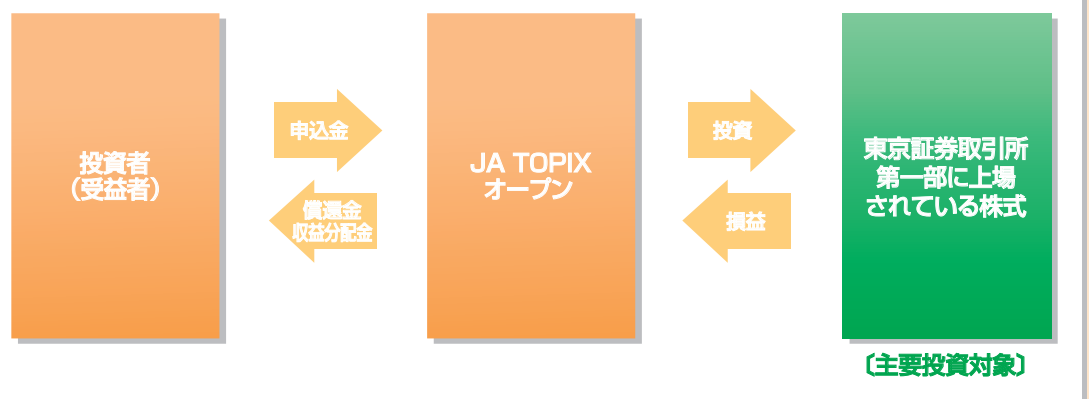 投資者
（受益者）
申込金
償還金
収益分配金
JA TOPIX
オープン
投資
損益
東京証券取引所
第一部に上場
されている株式
〔主要投資対象〕